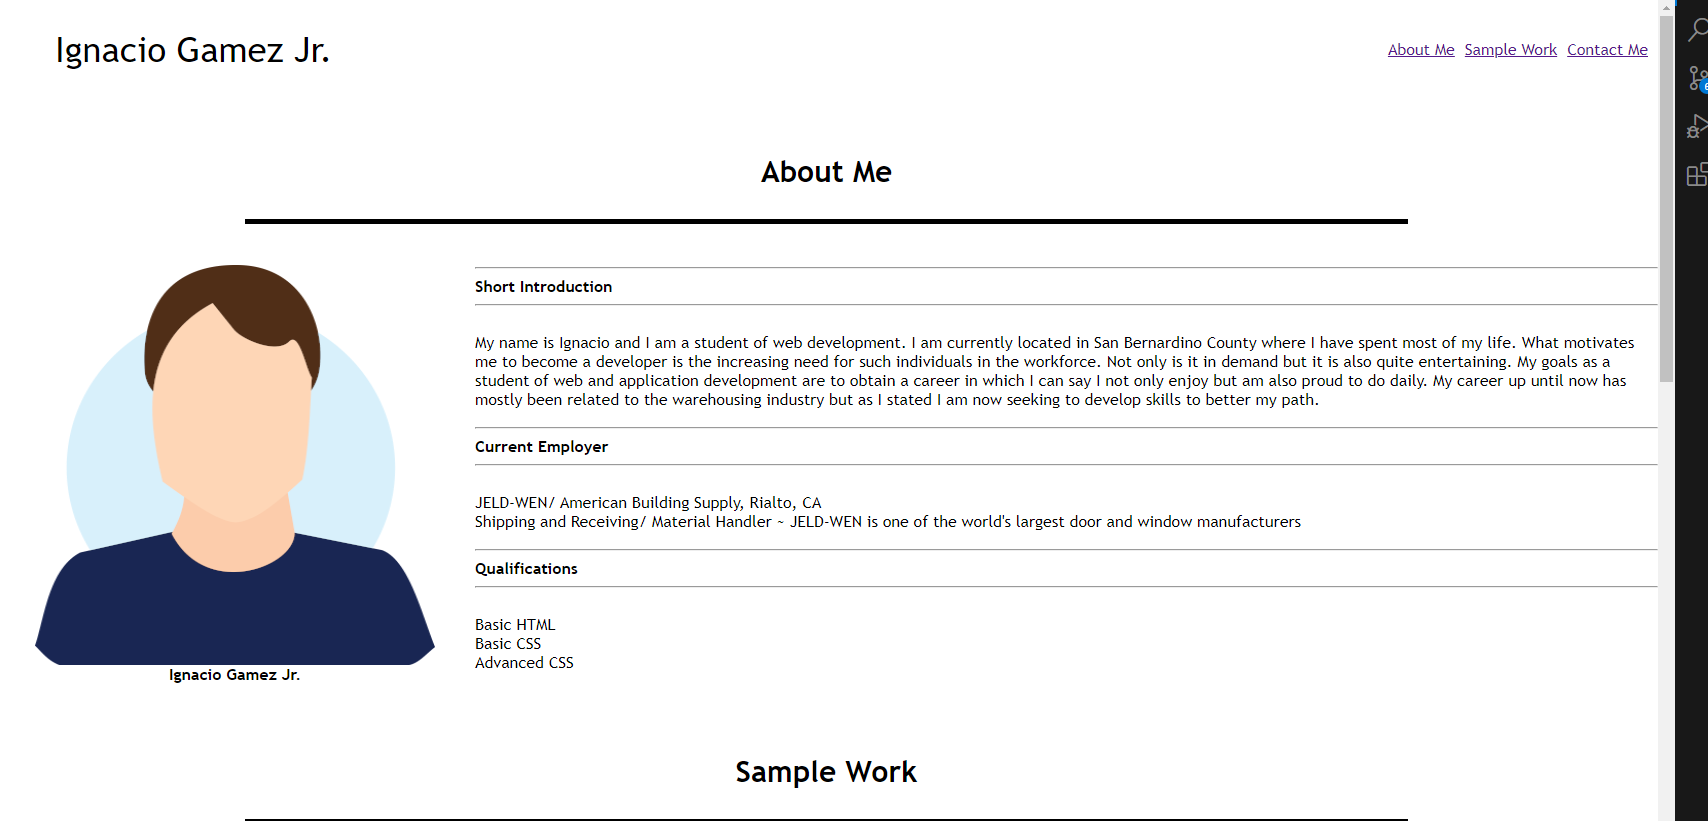 Ignacio Gamez Jr.
About Me Sample Work Contact Me
About Me
Short Introduction
My name is Ignacio and I am a student of web development. I am currently located in San Bernardino County where I have spent most of my life. What motivates
me to become a developer is the increasing need for such individuals in the workforce. Not only is it in demand but it is also quite entertaining. My goals as a
student of web and application development are to obtain a career in which I can say I not only enjoy but am also proud to do daily. My career up until now has
mostly been related to the warehousing industry but as I stated I am now seeking to develop skills to better my path.
Current Employer
JELD-WEN/ American Building Supply, Rialto, CA
Shipping and Receiving/ Material Handler ~ JELD-WEN is one of the world's largest door and window manufacturers
Qualifications
Basic HTML
Basic CSS
Advanced CSS
Ignacio Gamez Jr.
Sample Work